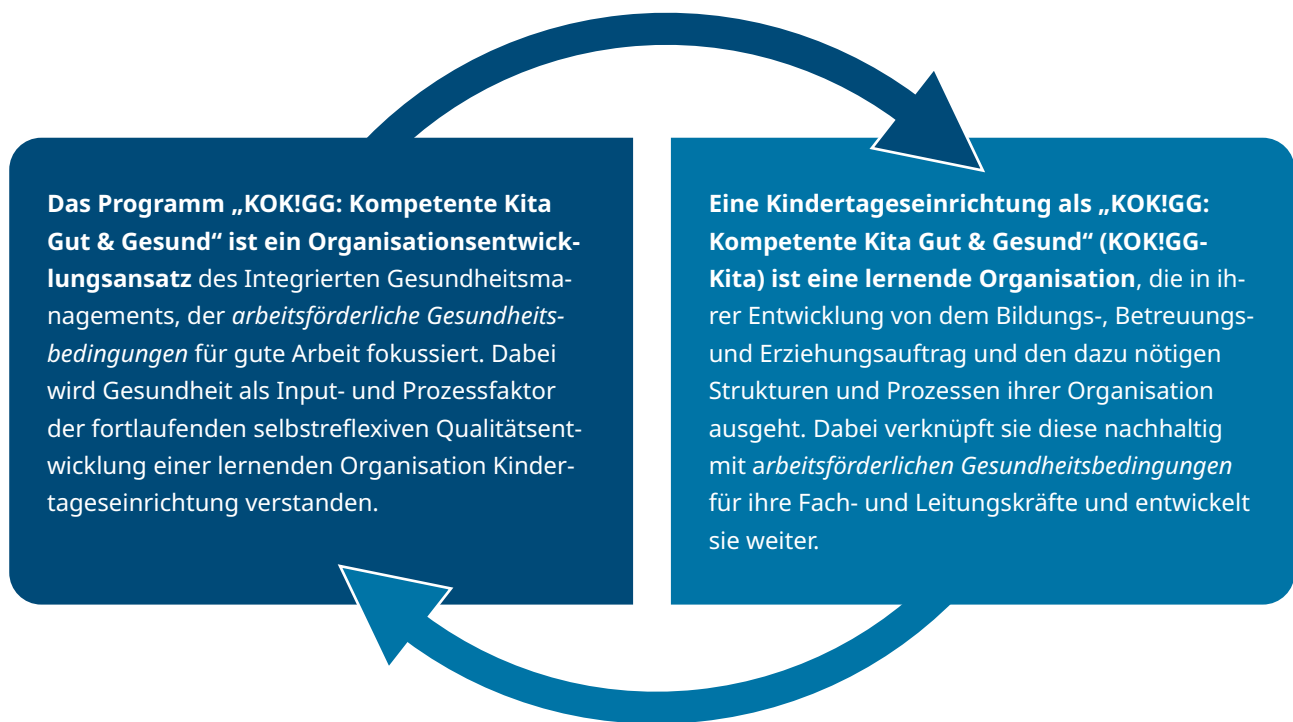 Das Programm „KOK!GG: Kompetente Kita
Gut & Gesund“ ist ein Organisationsentwick-
lungsansatz des Integrierten Gesundheitsma-
nagements, der arbeitsförderliche Gesundheits-
bedingungen für gute Arbeit fokussiert. Dabei
wird Gesundheit als Input- und Prozessfaktor
der fortlaufenden selbstreflexiven Qualitätsent-
wicklung einer lernenden Organisation Kinder-
tageseinrichtung verstanden.
Eine Kindertageseinrichtung als „KOK!GG:
Kompetente Kita Gut & Gesund“ (KOK!GG-
Kita) ist eine lernende Organisation, die in ih-
rer Entwicklung von dem Bildungs-, Betreuungs-
und Erziehungsauftrag und den dazu nötigen
Strukturen und Prozessen ihrer Organisation
ausgeht. Dabei verknüpft sie diese nachhaltig
mit arbeitsförderlichen Gesundheitsbedingungen
für ihre Fach- und Leitungskräfte und entwickelt
sie weiter.